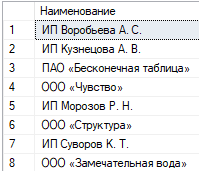 Наименование
1 ИП Воробьева А. С.
2 ИП Кузнецова А. В.
3 ПАО «Бесконечная таблица»
4 ООО «Чувство»
5 ИП Морозов Р. Н.
6 ООО «Структура»
7 ИП Суворов К. Т.
8 ООО «Замечательная вода»